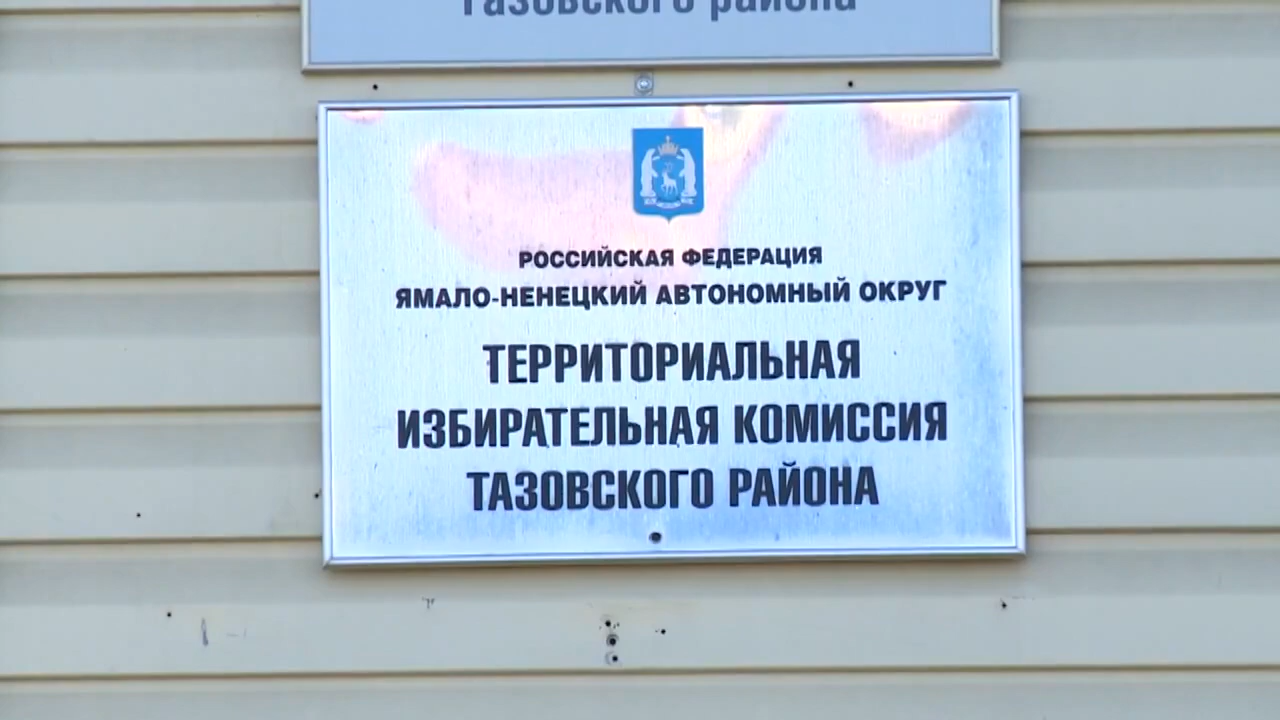 Тазовского района
РОССИЙСКАЯ ФЕДЕРАЦИЯ
ЯМАЛО-НЕНЕЦКИЙ АВТОНОМНЫЙ ОКРУГ
ТЕРРИТОРИАЛЬНАЯ
ИЗБИРАТЕЛЬНАЯ КОМИССИЯ
ТАЗОВСКОГО РАЙОНА